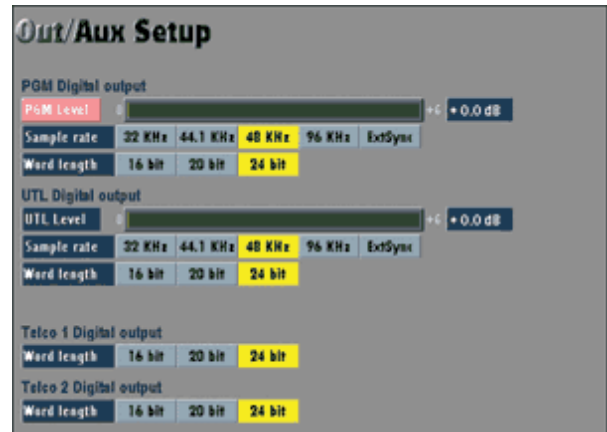 Out/Aux Setup
PGM Digital output
PGM Level 0 +6 +0.0 dB
Sample rate 32 KHz 44.1 KHz 48 KHz 96 KHz ExtSync
Word length 16 bit 20 bit 24 bit
UTL Digital output
UTL Level 0 +6 +0.0 dB
Sample rate 32 KHz 44.1 KHz 48 KHz 96 KHz ExtSync
Word length 16 bit 20 bit 24 bit
Telco 1 Digital output
Word length 16 bit 20 bit 24 bit
Telco 2 Digital output
Word length 16 bit 20 bit 24 bit